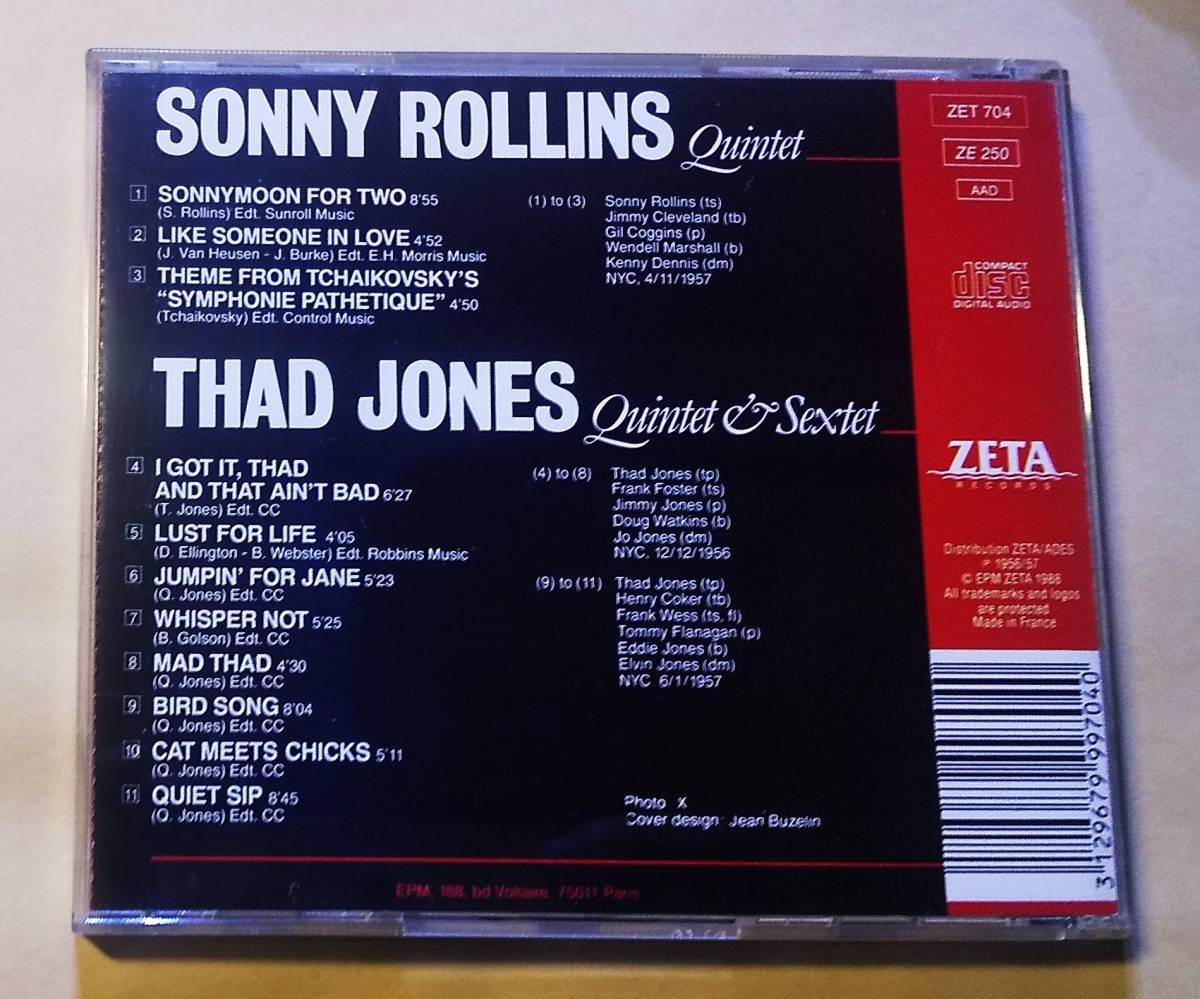 SONNY ROLLINS Quintet
1 SONNYMOON FOR TWO 8'55
(S. Rollins) Edt. Sunroll Music
2 LIKE SOMEONE IN LOVE 4'52
(J. Van Heusen - J. Burke) Edt. E.H. Morris Music
3 THEME FROM TCHAIKOVSKY'S
“SYMPHONIE PATHETIQUE” 4'50
(Tchaikovsky) Edt. Control Music
(1) to (3) Sonny Rollins (ts)
Jimmy Cleveland (tb)
Gil Coggins (p)
Wendell Marshall (b)
Kenny Dennis (dm)
NYC, 4/11/1957
THAD JONES Quintet & Sextet
4 I GOT IT, THAD
AND THAT AIN'T BAD 6'27
(T. Jones) Edt. CC
5 LUST FOR LIFE 4'05
(D. Ellington - B. Webster) Edt. Robbins Music
6 JUMPIN' FOR JANE 5'23
(Q. Jones) Edt. CC
7 WHISPER NOT 5'25
(B. Golson) Edt. CC
8 MAD THAD 4'30
(Q. Jones) Edt. CC
9 BIRD SONG 8'04
(Q. Jones) Edt. CC
10 CAT MEETS CHICKS 5'11
(Q. Jones) Edt. CC
11 QUIET SIP 8'45
(Q. Jones) Edt. CC
(4) to (8) Thad Jones (tp)
Frank Foster (ts)
Jimmy Jones (p)
Doug Watkins (b)
Jo Jones (dm)
NYC, 12/12/1956
(9) to (11) Thad Jones (tp)
Henry Coker (tb)
Frank Wess (ts, fl)
Tommy Flanagan (p)
Eddie Jones (b)
Elvin Jones (dm)
NYC 6/1/1957
Photo X
Cover design: Jean Buzelin
EPM, 188, bd Voltaire, 75011 Paris
ZET 704
ZE 250
AAD
COMPACT
disc
DIGITAL AUDIO
ZETA
RECORDS
Distribution ZETA/ADES
P 1956/57
© EPM ZETA 1988
All trademarks and logos
are protected
Made in France
3 129679 997040